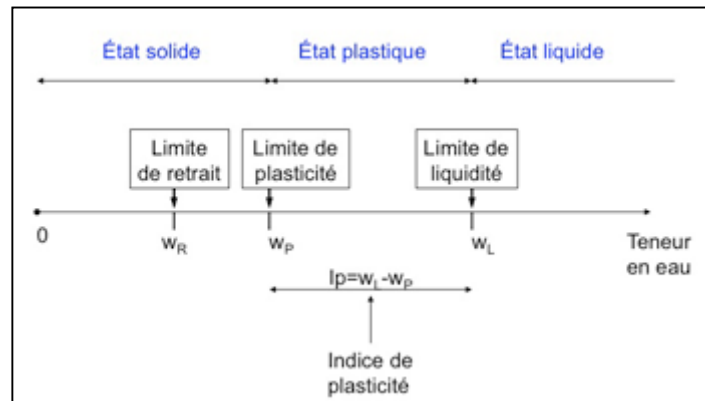 État solide État plastique État liquide
Limite de retrait
Limite de plasticité
Limite de liquidité
0 wR wP wL Teneur en eau
Ip=wL-wP
Indice de plasticité